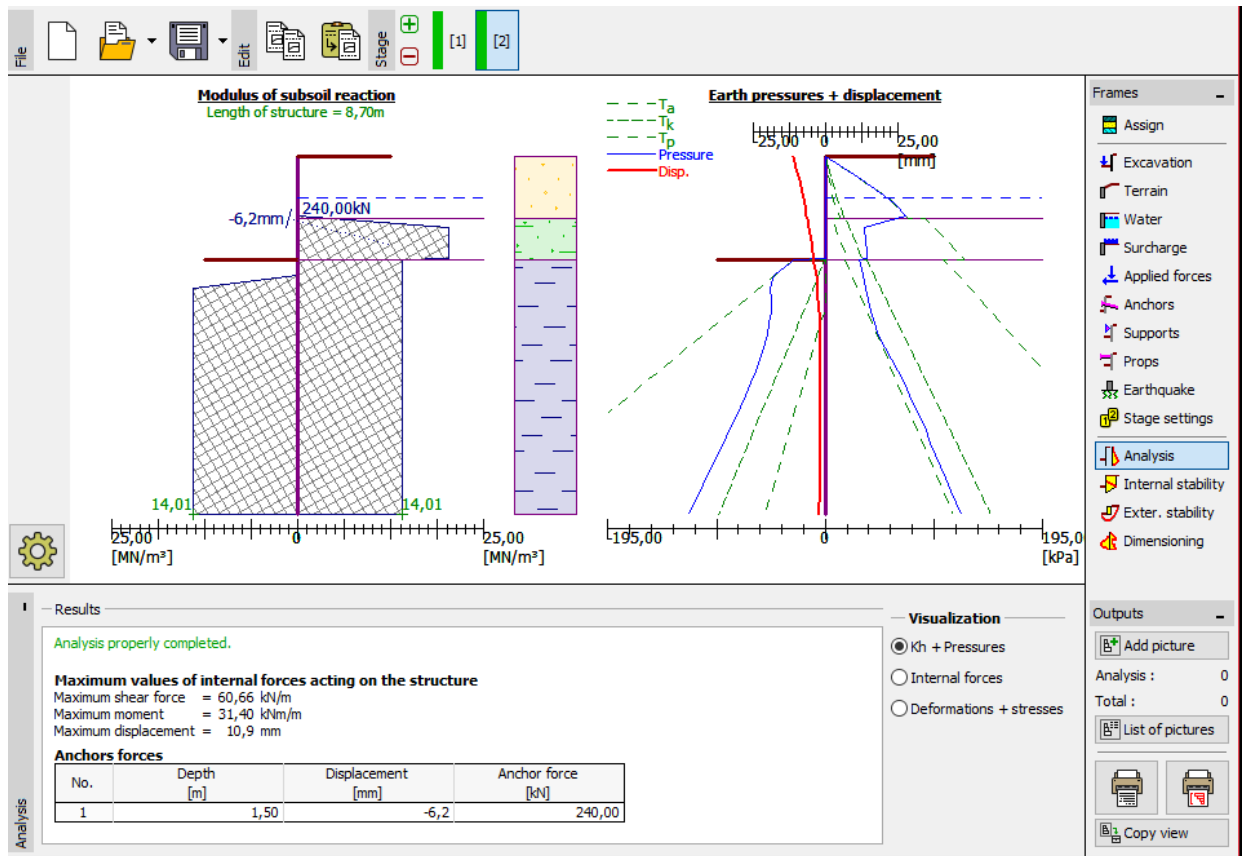 File
Edit
Stage
[1]
[2]
Modulus of subsoil reaction
Length of structure = 8,70m
-6,2mm
240,00kN
14,01
14,01
25,00
0
25,00
[MN/m³]
[MN/m³]
Ta
Tk
Tp
Pressure
Disp.
Earth pressures + displacement
25,00
0
25,00
[mm]
195,00
0
195,0
[kPa]
Frames
Assign
Excavation
Terrain
Water
Surcharge
Applied forces
Anchors
Supports
Props
Earthquake
Stage settings
Analysis
Internal stability
Exter. stability
Dimensioning
Analysis
Results
Analysis properly completed.
Maximum values of internal forces acting on the structure
Maximum shear force = 60,66 kN/m
Maximum moment = 31,40 kNm/m
Maximum displacement = 10,9 mm
Anchors forces
No. Depth Displacement Anchor force
[m] [mm] [kN]
1 1,50 -6,2 240,00
Visualization
Kh + Pressures
Internal forces
Deformations + stresses
Outputs
Add picture
Analysis : 0
Total : 0
List of pictures
Copy view